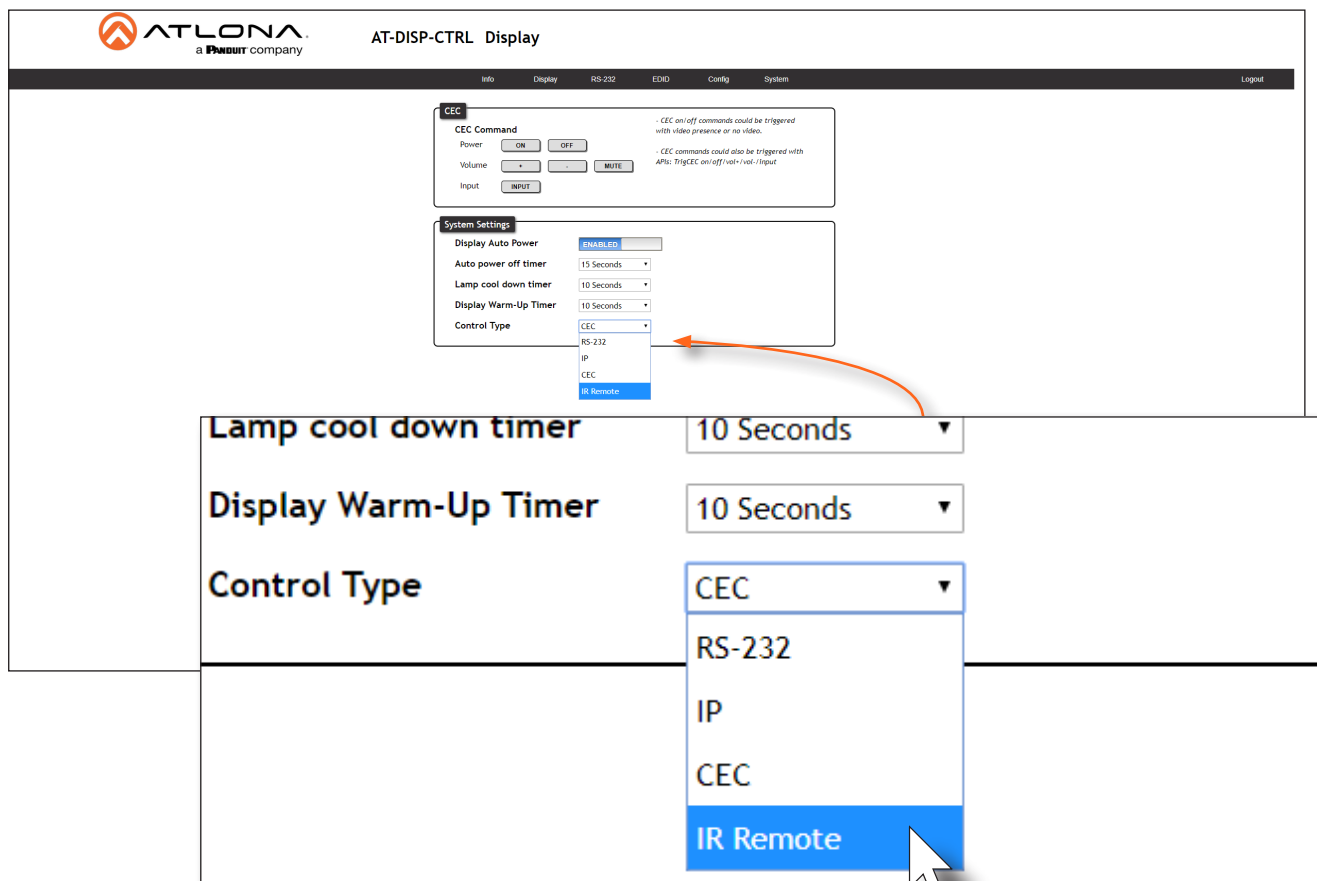 ATLONA.
a PANDUIT company
AT-DISP-CTRL Display
Info Display RS-232 EDID Config System Logout
CEC
CEC Command
Power ON OFF
Volume + - MUTE
Input INPUT
- CEC on/off commands could be triggered
with video presence or no video.
- CEC commands could also be triggered with
APIs: TrigCEC on/off/vol+/vol-/input
System Settings
Display Auto Power ENABLED
Auto power off timer 15 Seconds
Lamp cool down timer 10 Seconds
Display Warm-Up Timer 10 Seconds
Control Type CEC
RS-232
IP
CEC
IR Remote
Lamp cool down timer 10 Seconds
Display Warm-Up Timer 10 Seconds
Control Type CEC
RS-232
IP
CEC
IR Remote